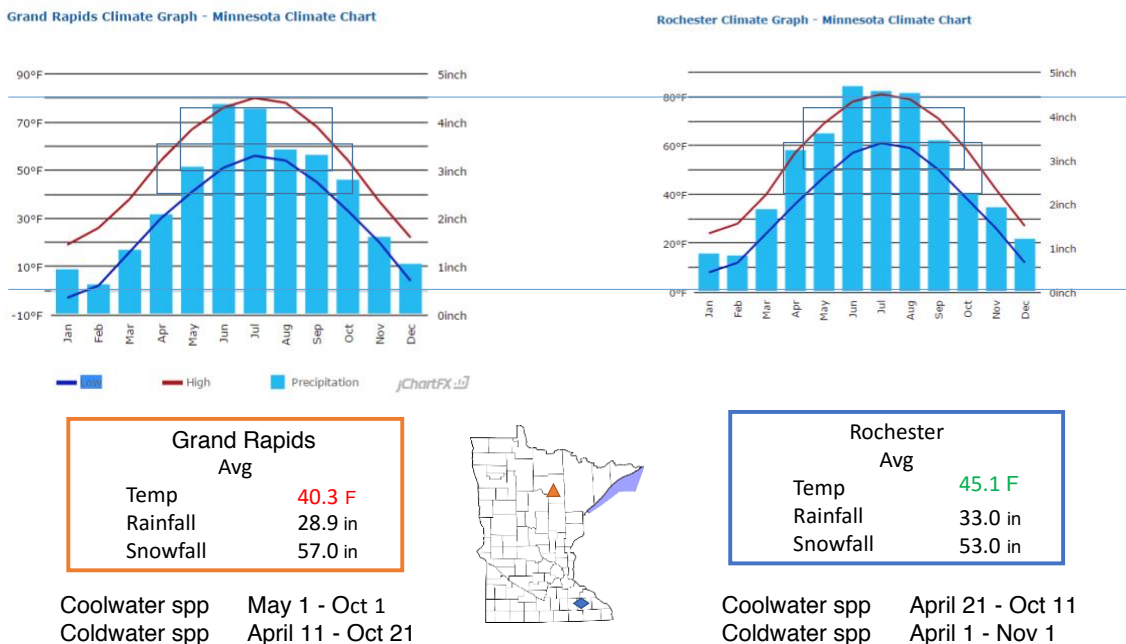 Grand Rapids Climate Graph - Minnesota Climate Chart
90°F
70°F
50°F
30°F
10°F
-10°F
5inch
4inch
3inch
2inch
1inch
0inch
Jan
Feb
Mar
Apr
May
Jun
Jul
Aug
Sep
Oct
Nov
Dec
Low
High
Precipitation
jChartFX
Rochester Climate Graph - Minnesota Climate Chart
80°F
60°F
40°F
20°F
0°F
5inch
4inch
3inch
2inch
1inch
0inch
Jan
Feb
Mar
Apr
May
Jun
Jul
Aug
Sep
Oct
Nov
Dec
Grand Rapids
Avg
Temp 40.3 F
Rainfall 28.9 in
Snowfall 57.0 in
Coolwater spp May 1 - Oct 1
Coldwater spp April 11 - Oct 21
Rochester
Avg
Temp 45.1 F
Rainfall 33.0 in
Snowfall 53.0 in
Coolwater spp April 21 - Oct 11
Coldwater spp April 1 - Nov 1